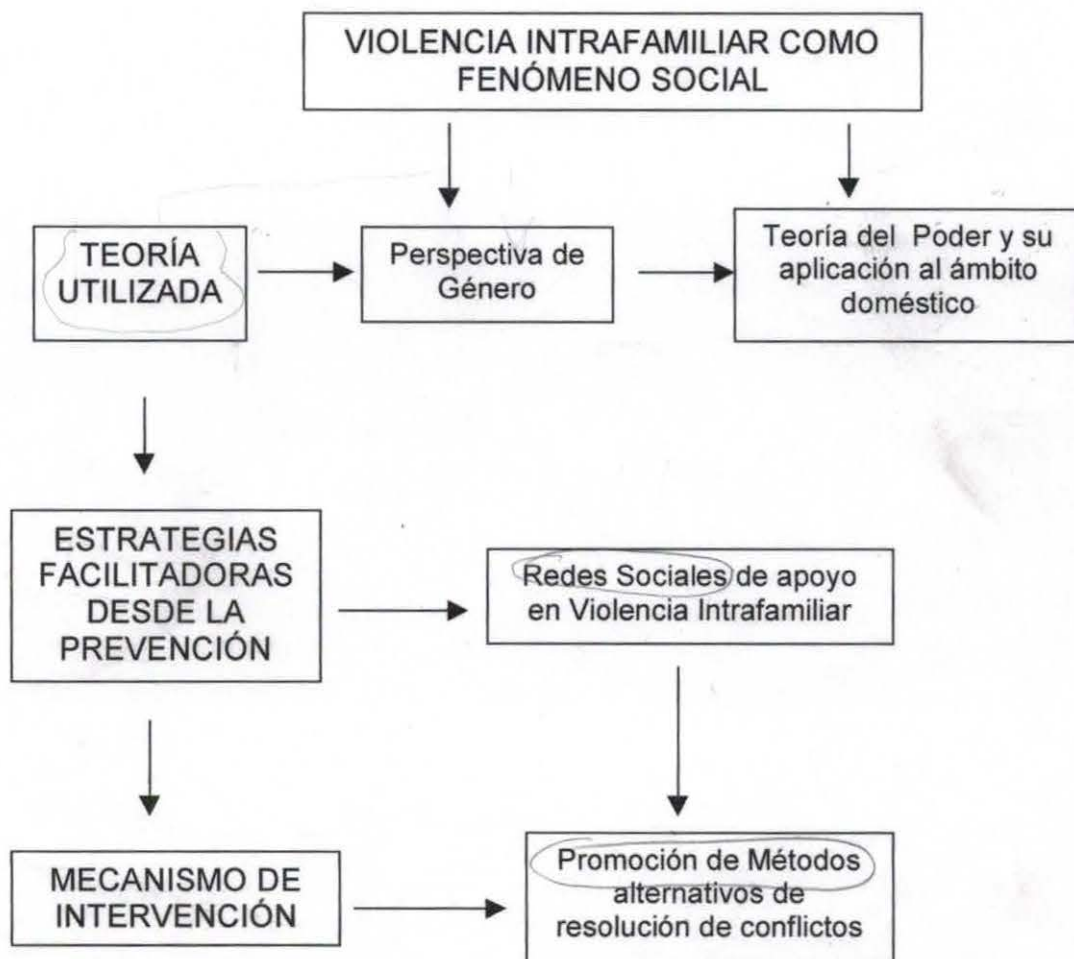 VIOLENCIA INTRAFAMILIAR COMO
FENÓMENO SOCIAL
TEORÍA
UTILIZADA
Perspectiva de
Género
Teoría del Poder y su
aplicación al ámbito
doméstico
ESTRATEGIAS
FACILITADORAS
DESDE LA
PREVENCIÓN
Redes Sociales de apoyo
en Violencia Intrafamiliar
MECANISMO DE
INTERVENCIÓN
Promoción de Métodos
alternativos de
resolución de conflictos